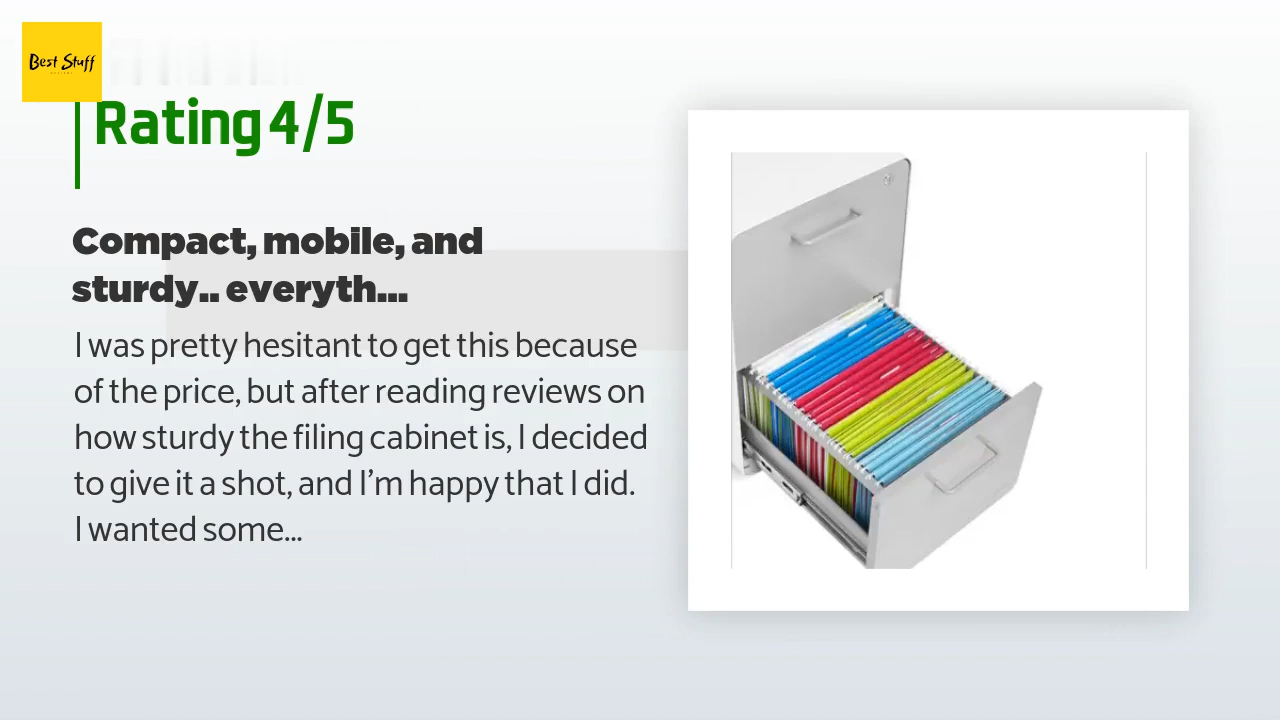 Best Stuff
Rating 4/5
Compact, mobile, and
sturdy.. everyth...
I was pretty hesitant to get this because
of the price, but after reading reviews on
how sturdy the filing cabinet is, I decided
to give it a shot, and I’m happy that I did.
I wanted some...